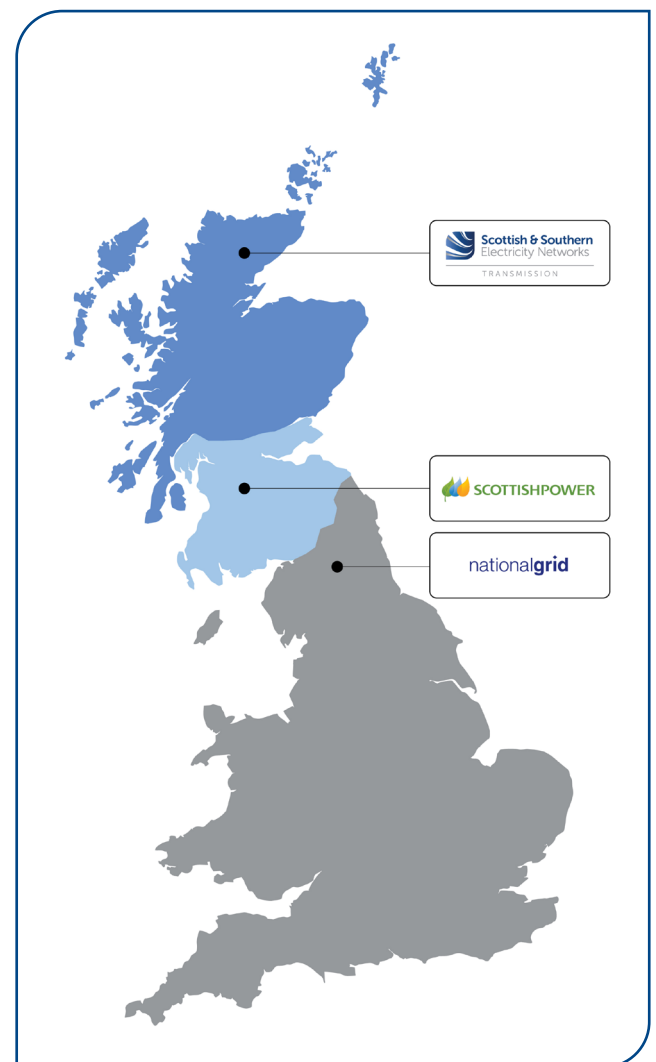 Scottish & Southern
Electricity Networks
TRANSMISSION
SCOTTISHPOWER
nationalgrid